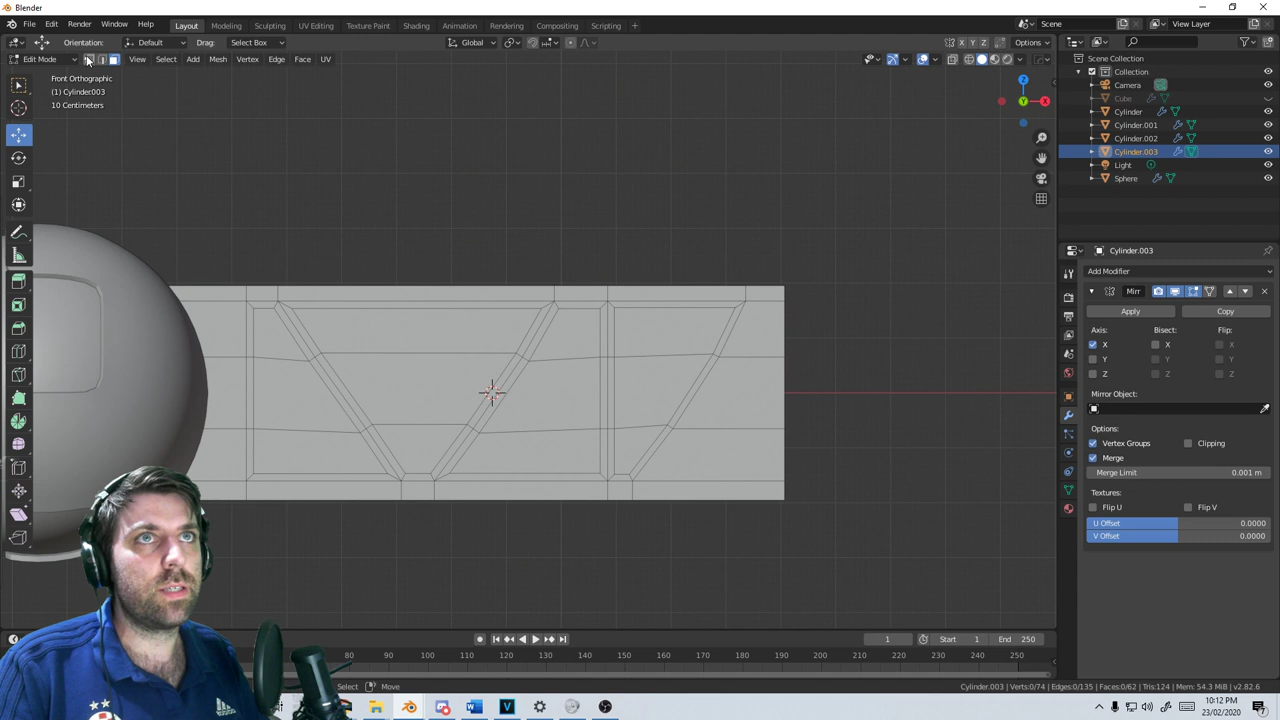 Blender
File Edit Render Window Help Layout Modeling Sculpting UV Editing Texture Paint Shading Animation Rendering Compositing Scripting + Scene View Layer
Orientation: Default Drag: Select Box Global X Y Z Options
Edit Mode View Select Add Mesh Vertex Edge Face UV
Front Orthographic
(1) Cylinder.003
10 Centimeters
Z
Y
X
Scene Collection
Collection
Camera
Cube
Cylinder
Cylinder.001
Cylinder.002
Cylinder.003
Light
Sphere
Cylinder.003
Add Modifier
Mirr
Apply Copy
Axis: Bisect: Flip:
X X X
Y Y Y
Z Z Z
Mirror Object:
Options:
Vertex Groups Clipping
Merge
Merge Limit 0.001 m
Textures:
Flip U Flip V
U Offset 0.0000
V Offset 0.0000
1 Start 1 End 250
80 90 100 110 120 130 140 150 160 170 180 190 200 210 220 230 240 250
Select Move Cylinder.003 | Verts:0/74 | Edges:0/135 | Faces:0/62 | Tris:124 | Mem: 54.3 MiB | v2.82.6
10:12 PM
23/02/2020